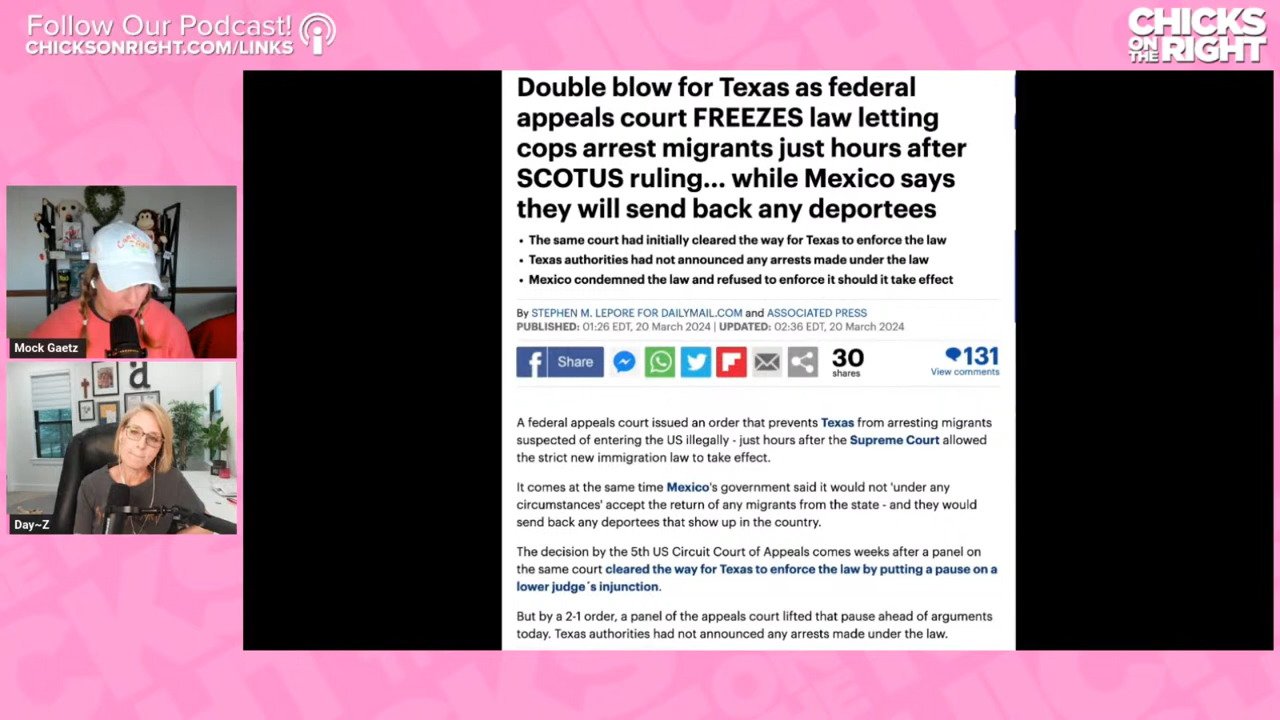 Follow Our Podcast!
CHICKSONRIGHT.COM/LINKS
CHICKS
ON THE RIGHT
Double blow for Texas as federal
appeals court FREEZES law letting
cops arrest migrants just hours after
SCOTUS ruling... while Mexico says
they will send back any deportees
• The same court had initially cleared the way for Texas to enforce the law
• Texas authorities had not announced any arrests made under the law
• Mexico condemned the law and refused to enforce it should it take effect
By STEPHEN M. LEPORE FOR DAILYMAIL.COM and ASSOCIATED PRESS
PUBLISHED: 01:26 EDT, 20 March 2024 | UPDATED: 02:36 EDT, 20 March 2024
Share
30
shares
131
View comments
A federal appeals court issued an order that prevents Texas from arresting migrants
suspected of entering the US illegally - just hours after the Supreme Court allowed
the strict new immigration law to take effect.
It comes at the same time Mexico's government said it would not 'under any
circumstances' accept the return of any migrants from the state - and they would
send back any deportees that show up in the country.
The decision by the 5th US Circuit Court of Appeals comes weeks after a panel on
the same court cleared the way for Texas to enforce the law by putting a pause on a
lower judge´s injunction.
But by a 2-1 order, a panel of the appeals court lifted that pause ahead of arguments
today. Texas authorities had not announced any arrests made under the law.
Mock Gaetz
a
Day~Z